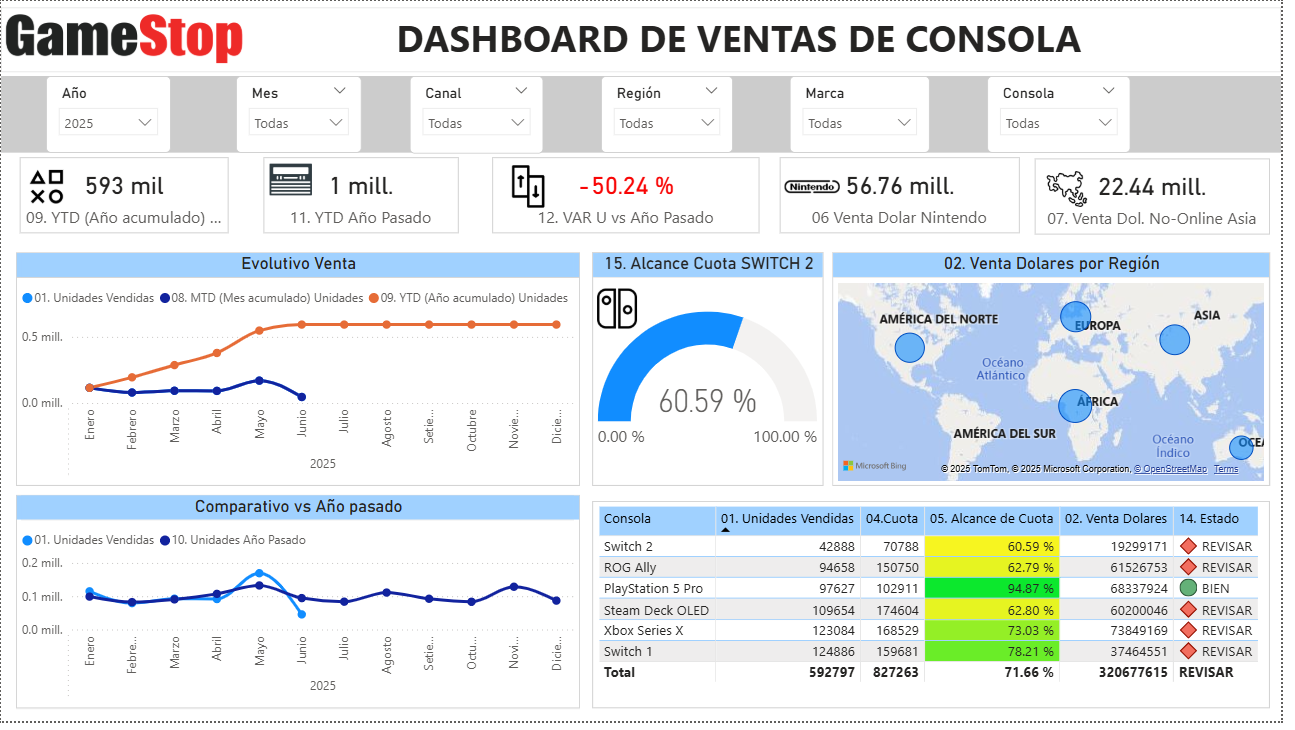 GameStop
DASHBOARD DE VENTAS DE CONSOLA
Año
2025
Mes
Todas
Canal
Todas
Región
Todas
Marca
Todas
Consola
Todas
593 mil
09. YTD (Año acumulado) ...
1 mill.
11. YTD Año Pasado
-50.24 %
12. VAR U vs Año Pasado
Nintendo
56.76 mill.
06 Venta Dolar Nintendo
22.44 mill.
07. Venta Dol. No-Online Asia
Evolutivo Venta
01. Unidades Vendidas 08. MTD (Mes acumulado) Unidades 09. YTD (Año acumulado) Unidades
0.5 mill.
0.0 mill.
Enero
Febrero
Marzo
Abril
Mayo
Junio
Julio
Agosto
Setie...
Octubre
Novie...
Dicie...
2025
15. Alcance Cuota SWITCH 2
60.59 %
0.00 % 100.00 %
02. Venta Dolares por Región
AMÉRICA DEL NORTE
EUROPA
ASIA
Océano
Atlántico
ÁFRICA
AMÉRICA DEL SUR
Océano
Índico
OCEA
Microsoft Bing
© 2025 TomTom, © 2025 Microsoft Corporation, © OpenStreetMap Terms
Comparativo vs Año pasado
01. Unidades Vendidas 10. Unidades Año Pasado
0.2 mill.
0.1 mill.
0.0 mill.
Enero
Febre...
Marzo
Abril
Mayo
Junio
Julio
Agosto
Setie...
Octu...
Novi...
Dicie...
2025
Consola 01. Unidades Vendidas 04.Cuota 05. Alcance de Cuota 02. Venta Dolares 14. Estado
Switch 2 42888 70788 60.59 % 19299171 REVISAR
ROG Ally 94658 150750 62.79 % 61526753 REVISAR
PlayStation 5 Pro 97627 102911 94.87 % 68337924 BIEN
Steam Deck OLED 109654 174604 62.80 % 60200046 REVISAR
Xbox Series X 123084 168529 73.03 % 73849169 REVISAR
Switch 1 124886 159681 78.21 % 37464551 REVISAR
Total 592797 827263 71.66 % 320677615 REVISAR